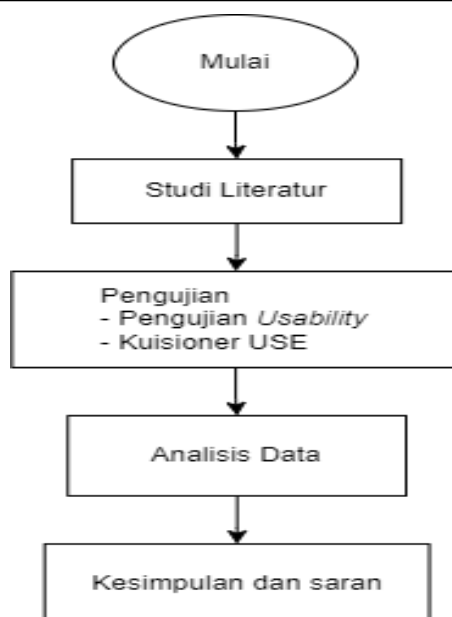 Mulai
Studi Literatur
Pengujian
- Pengujian Usability
- Kuisioner USE
Analisis Data
Kesimpulan dan saran